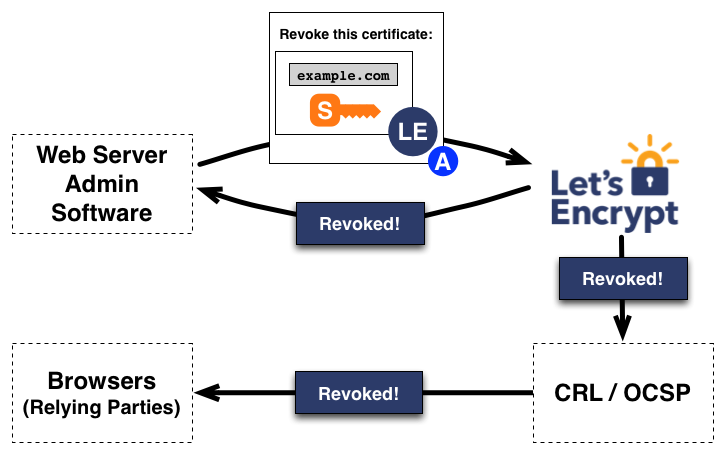 Revoke this certificate:
example.com
S
LE
A
Web Server
Admin
Software
Let's
Encrypt
Revoked!
Revoked!
Browsers
(Relying Parties)
Revoked!
CRL / OCSP